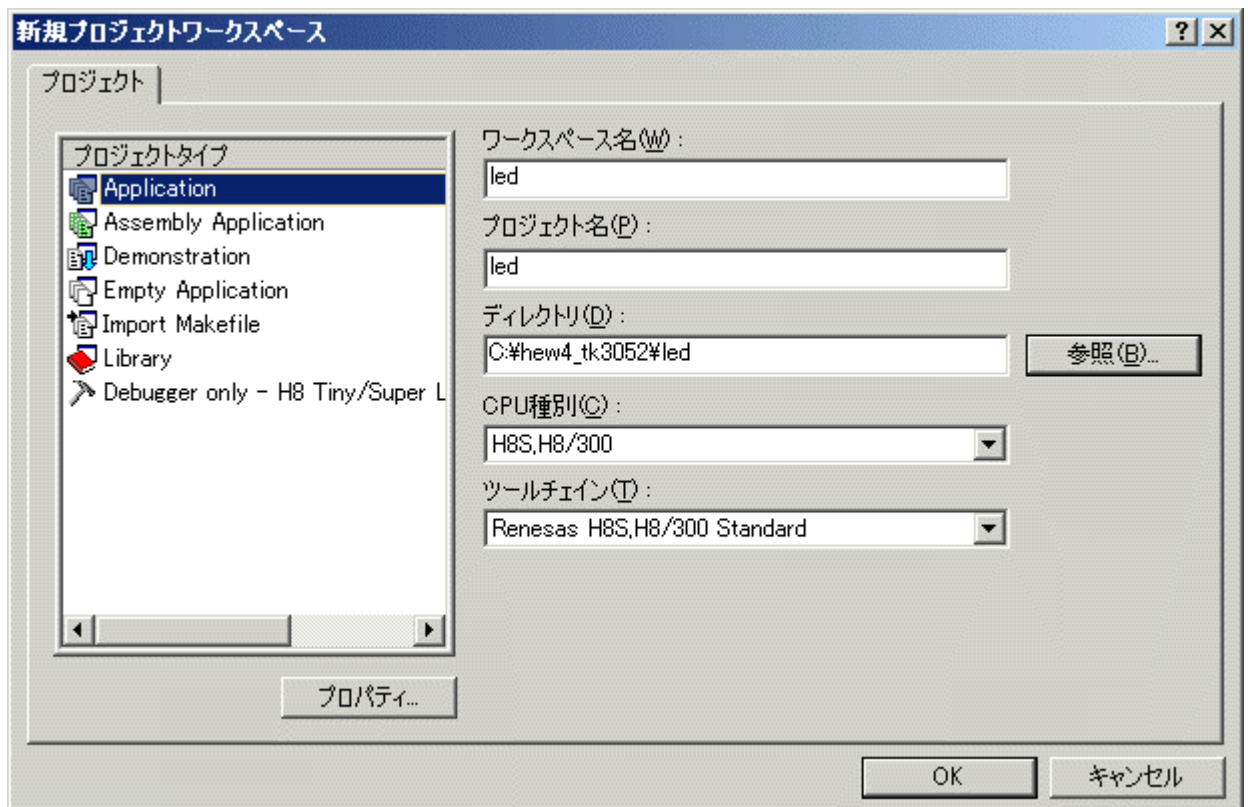 新規プロジェクトワークスペース
プロジェクト
プロジェクトタイプ
Application
Assembly Application
Demonstration
Empty Application
Import Makefile
Library
Debugger only - H8 Tiny/Super L
プロパティ...
ワークスペース名(W) :
led
プロジェクト名(P) :
led
ディレクトリ(D) :
C:¥hew4_tk3052¥led
参照(B)...
CPU種別(C) :
H8S,H8/300
ツールチェイン(T) :
Renesas H8S,H8/300 Standard
OK
キャンセル